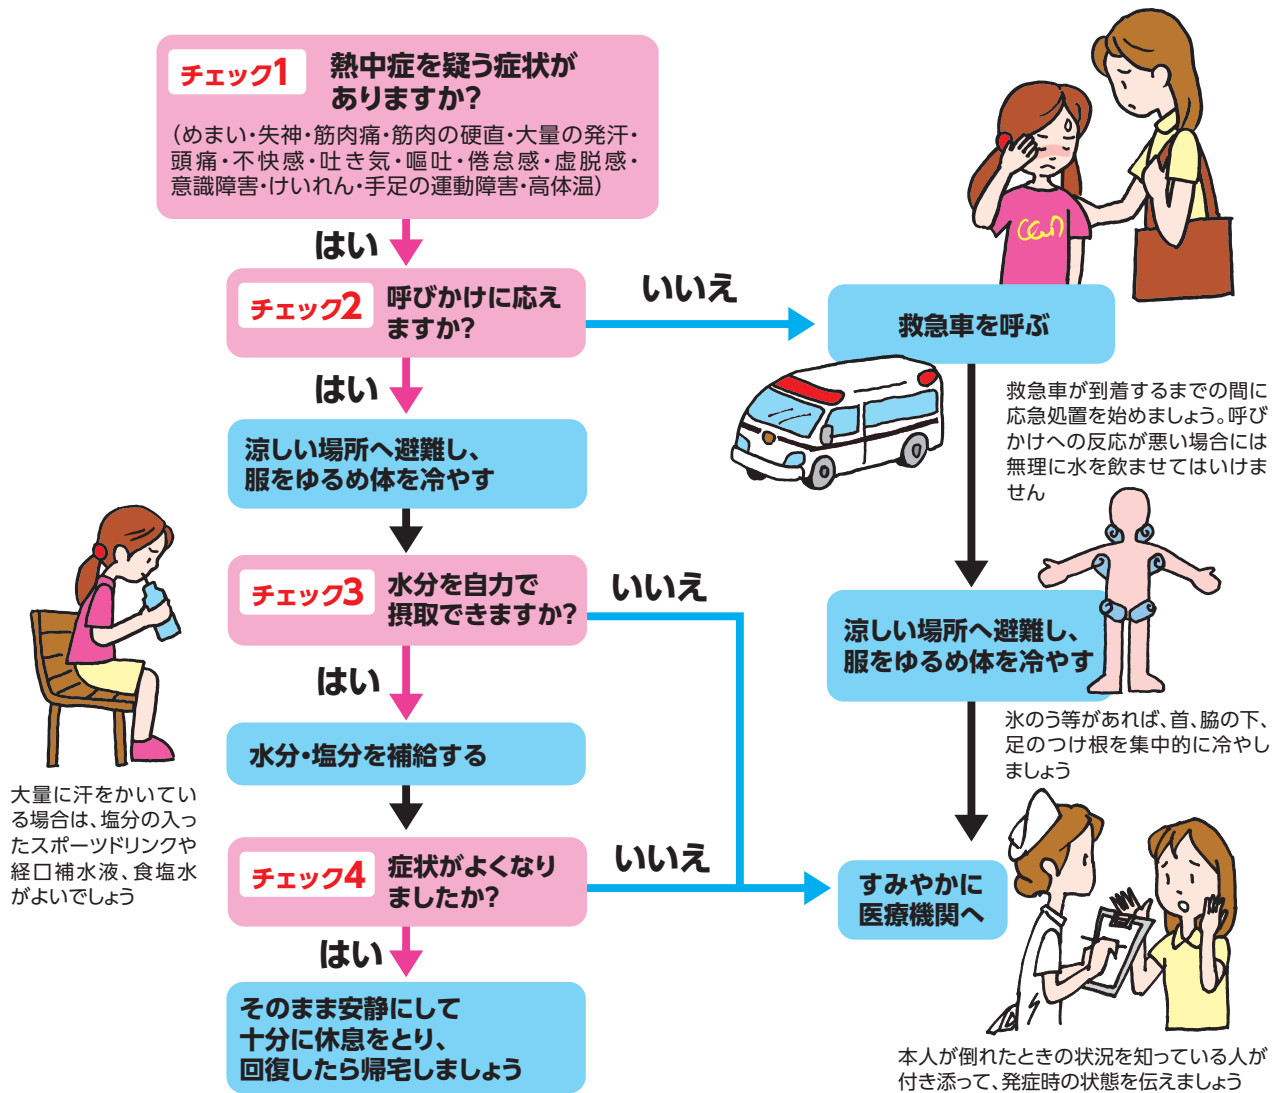 チェック1
熱中症を疑う症状が
ありますか?
(めまい・失神・筋肉痛・筋肉の硬直・大量の発汗・
頭痛・不快感・吐き気・嘔吐・倦怠感・虚脱感・
意識障害・けいれん・手足の運動障害・高体温)
はい
チェック2
呼びかけに応え
ますか?
いいえ
救急車を呼ぶ
救急車が到着するまでの間に
応急処置を始めましょう。呼び
かけへの反応が悪い場合には
無理に水を飲ませてはいけま
せん
はい
涼しい場所へ避難し、
服をゆるめ体を冷やす
チェック3
水分を自力で
摂取できますか?
いいえ
涼しい場所へ避難し、
服をゆるめ体を冷やす
氷のう等があれば、首、脇の下、
足のつけ根を集中的に冷やし
ましょう
はい
水分・塩分を補給する
大量に汗をかいてい
る場合は、塩分の入っ
たスポーツドリンクや
経口補水液、食塩水
がよいでしょう
チェック4
症状がよくなり
ましたか?
いいえ
すみやかに
医療機関へ
はい
そのまま安静にして
十分に休息をとり、
回復したら帰宅しましょう
本人が倒れたときの状況を知っている人が
付き添って、発症時の状態を伝えましょう